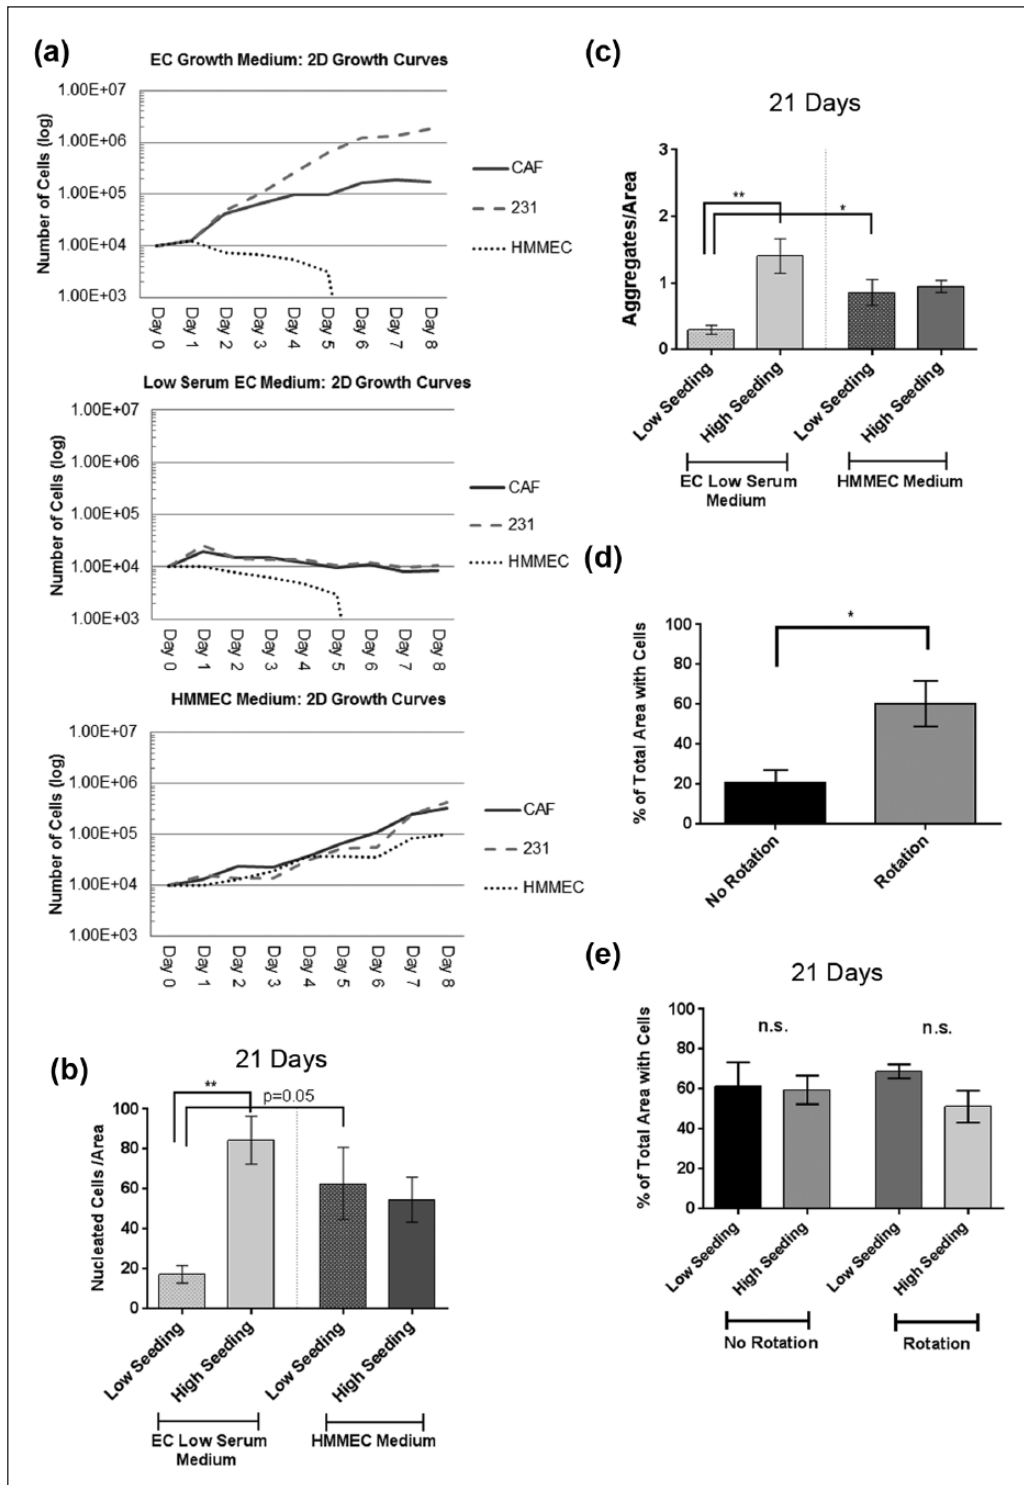 (a)
EC Growth Medium: 2D Growth Curves
Number of Cells (log)
1.00E+07
1.00E+06
1.00E+05
1.00E+04
1.00E+03
Day 0
Day 1
Day 2
Day 3
Day 4
Day 5
Day 6
Day 7
Day 8
CAF
231
HMMEC
Low Serum EC Medium: 2D Growth Curves
Number of Cells (log)
1.00E+07
1.00E+06
1.00E+05
1.00E+04
1.00E+03
Day 0
Day 1
Day 2
Day 3
Day 4
Day 5
Day 6
Day 7
Day 8
CAF
231
HMMEC
HMMEC Medium: 2D Growth Curves
Number of Cells (log)
1.00E+07
1.00E+06
1.00E+05
1.00E+04
1.00E+03
Day 0
Day 1
Day 2
Day 3
Day 4
Day 5
Day 6
Day 7
Day 8
CAF
231
HMMEC
(b)
21 Days
**
p=0.05
Nucleated Cells /Area
100
80
60
40
20
0
Low Seeding
High Seeding
Low Seeding
High Seeding
EC Low Serum
Medium
HMMEC Medium
(c)
21 Days
Aggregates/Area
3
2
1
0
**
*
Low Seeding
High Seeding
Low Seeding
High Seeding
EC Low Serum
Medium
HMMEC Medium
(d)
% of Total Area with Cells
100
80
60
40
20
0
*
No Rotation
Rotation
(e)
21 Days
% of Total Area with Cells
100
80
60
40
20
0
n.s.
n.s.
Low Seeding
High Seeding
Low Seeding
High Seeding
No Rotation
Rotation